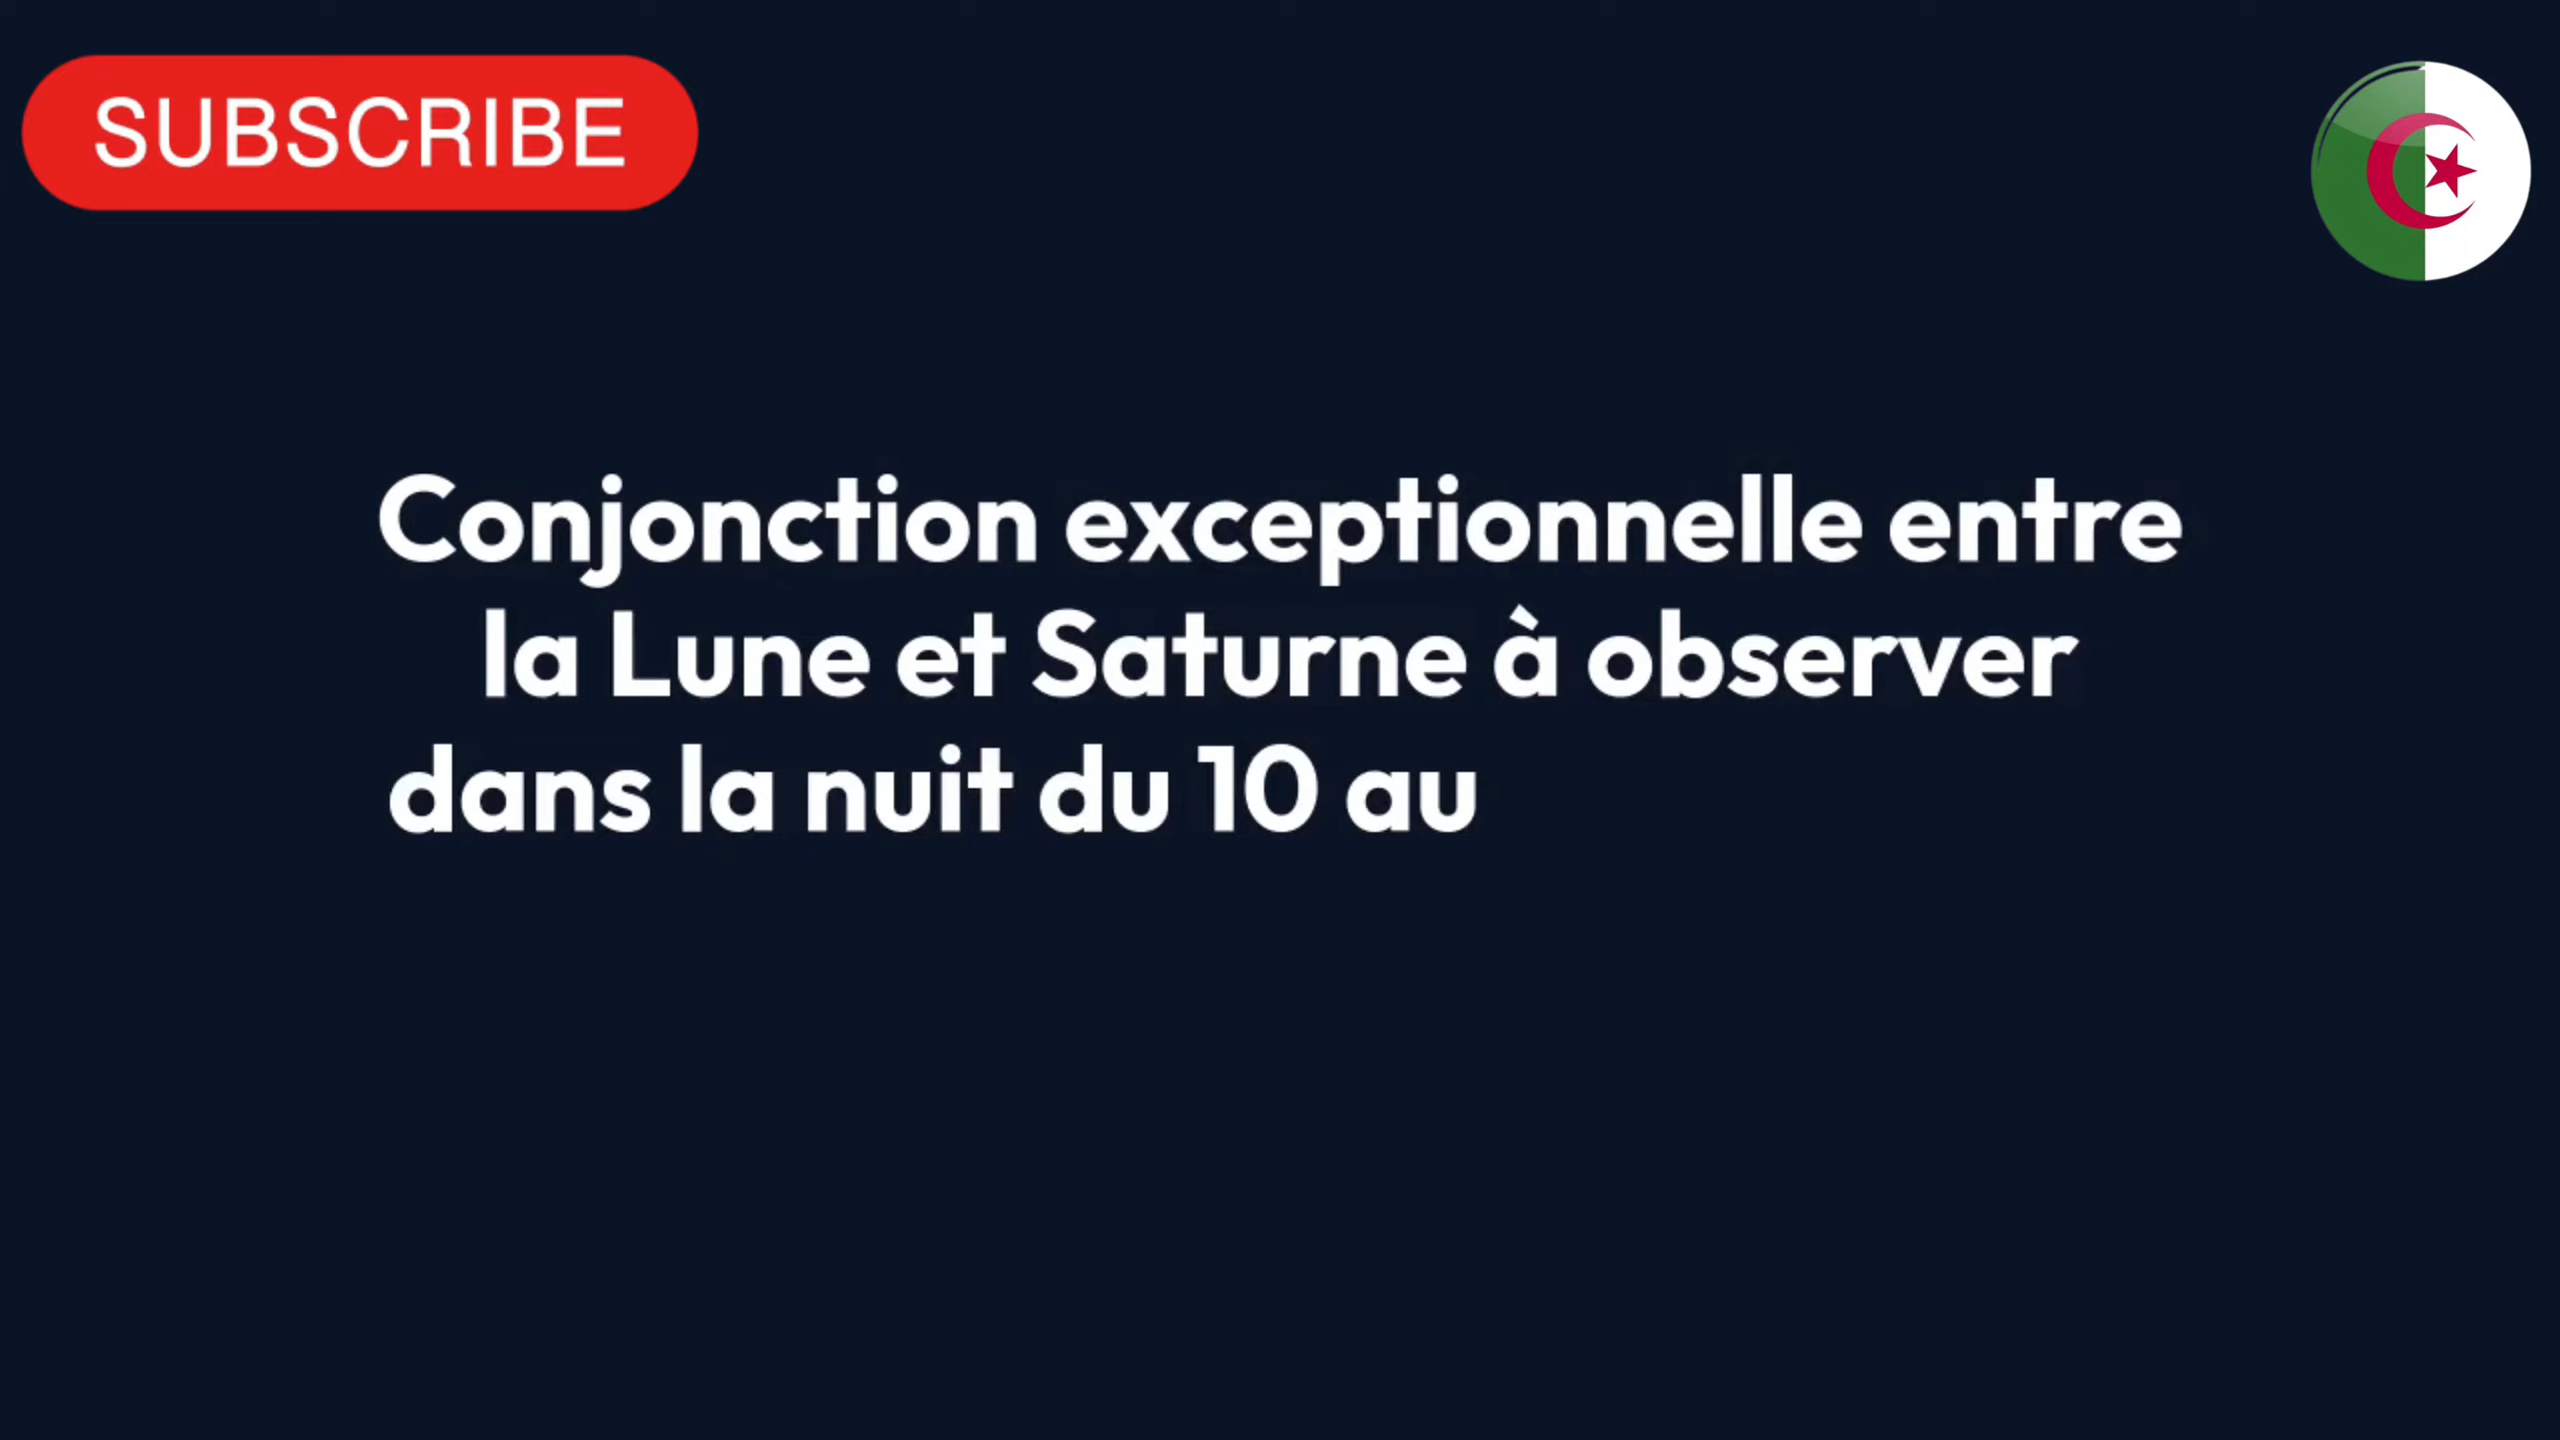 SUBSCRIBE
Conjonction exceptionnelle entre
la Lune et Saturne à observer
dans la nuit du 10 au